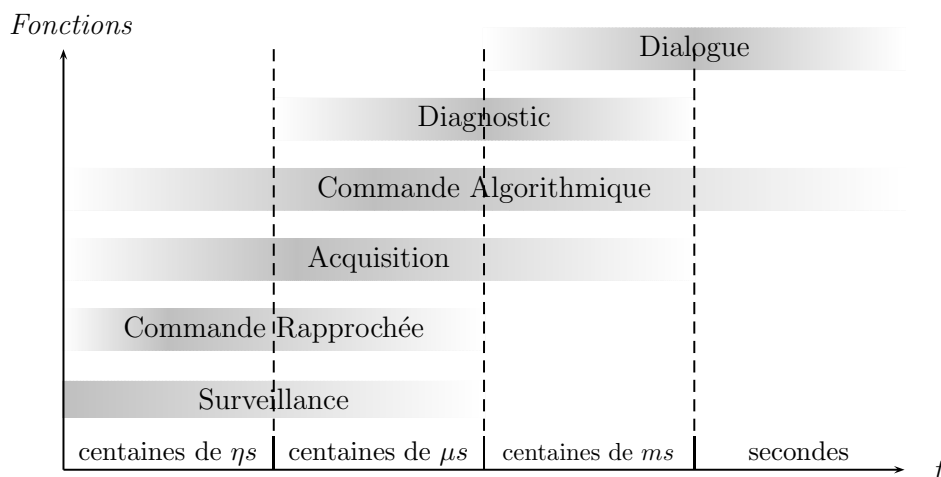 Fonctions
Dialogue
Diagnostic
Commande Algorithmique
Acquisition
Commande Rapprochée
Surveillance
centaines de ηs centaines de μs centaines de ms secondes
t